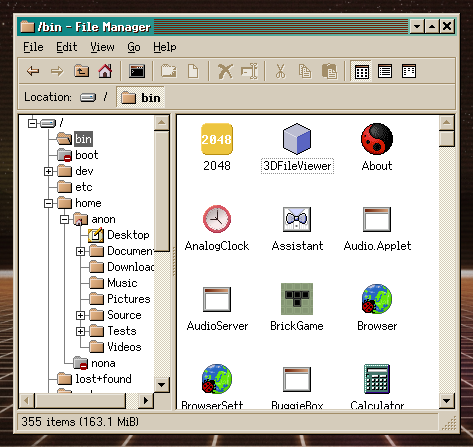 /bin - File Manager
File Edit View Go Help
Location: / bin
/
bin
boot
dev
etc
home
anon
Desktop
Documen
Downloac
Music
Pictures
Source
Tests
Videos
nona
lost+found
2048
2048 3DFileViewer About
AnalogClock Assistant Audio.Applet
AudioServer BrickGame Browser
BrowserSett BuggieBox Calculator
355 items (163.1 MiB)